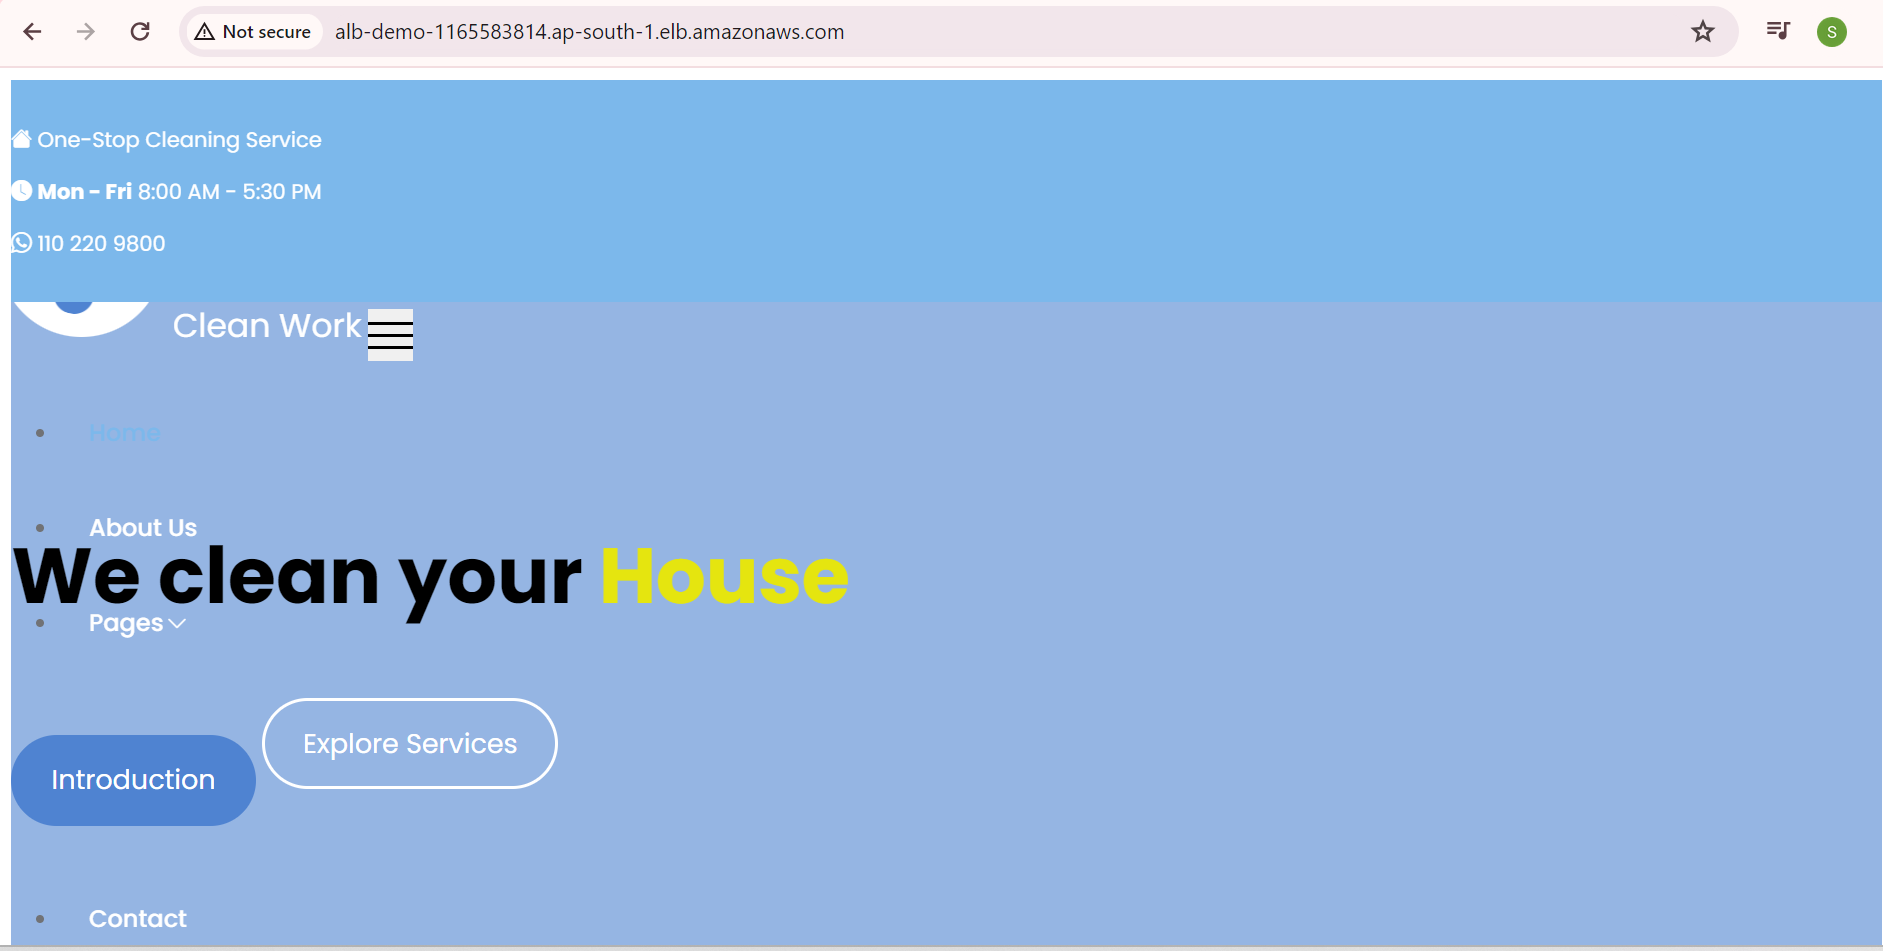 Not secure
alb-demo-1165583814.ap-south-1.elb.amazonaws.com
S
One-Stop Cleaning Service
Mon - Fri 8:00 AM - 5:30 PM
110 220 9800
Clean Work
Home
About Us
We clean your House
Pages
Explore Services
Introduction
Contact